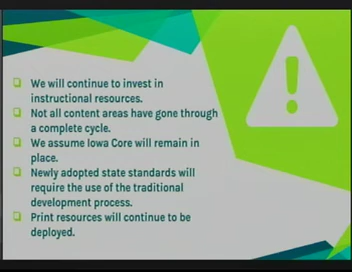 We will continue to invest in
instructional resources.
Not all content areas have gone through
a complete cycle.
We assume Iowa Core will remain in
place.
Newly adopted state standards will
require the use of the traditional
development process.
Print resources will continue to be
deployed.